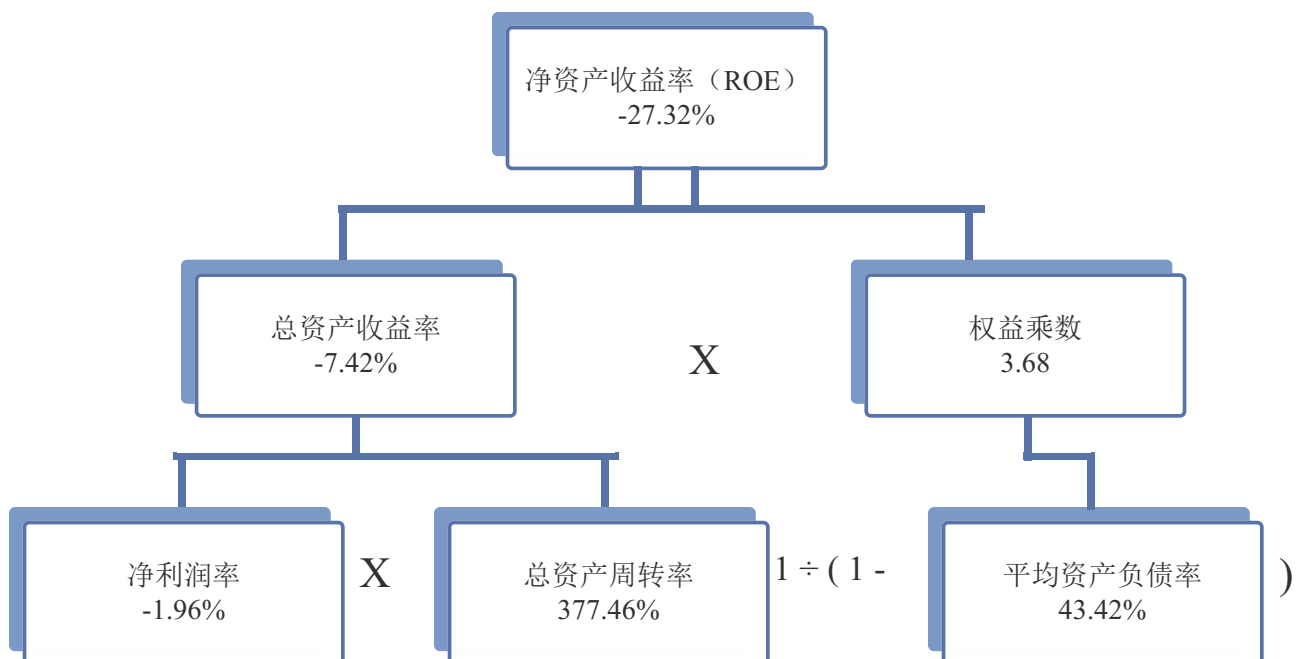 净资产收益率（ROE）
-27.32%
总资产收益率
-7.42%
X
权益乘数
3.68
净利润率
-1.96%
X
总资产周转率
377.46%
1 ÷ ( 1 -
平均资产负债率
43.42%
)